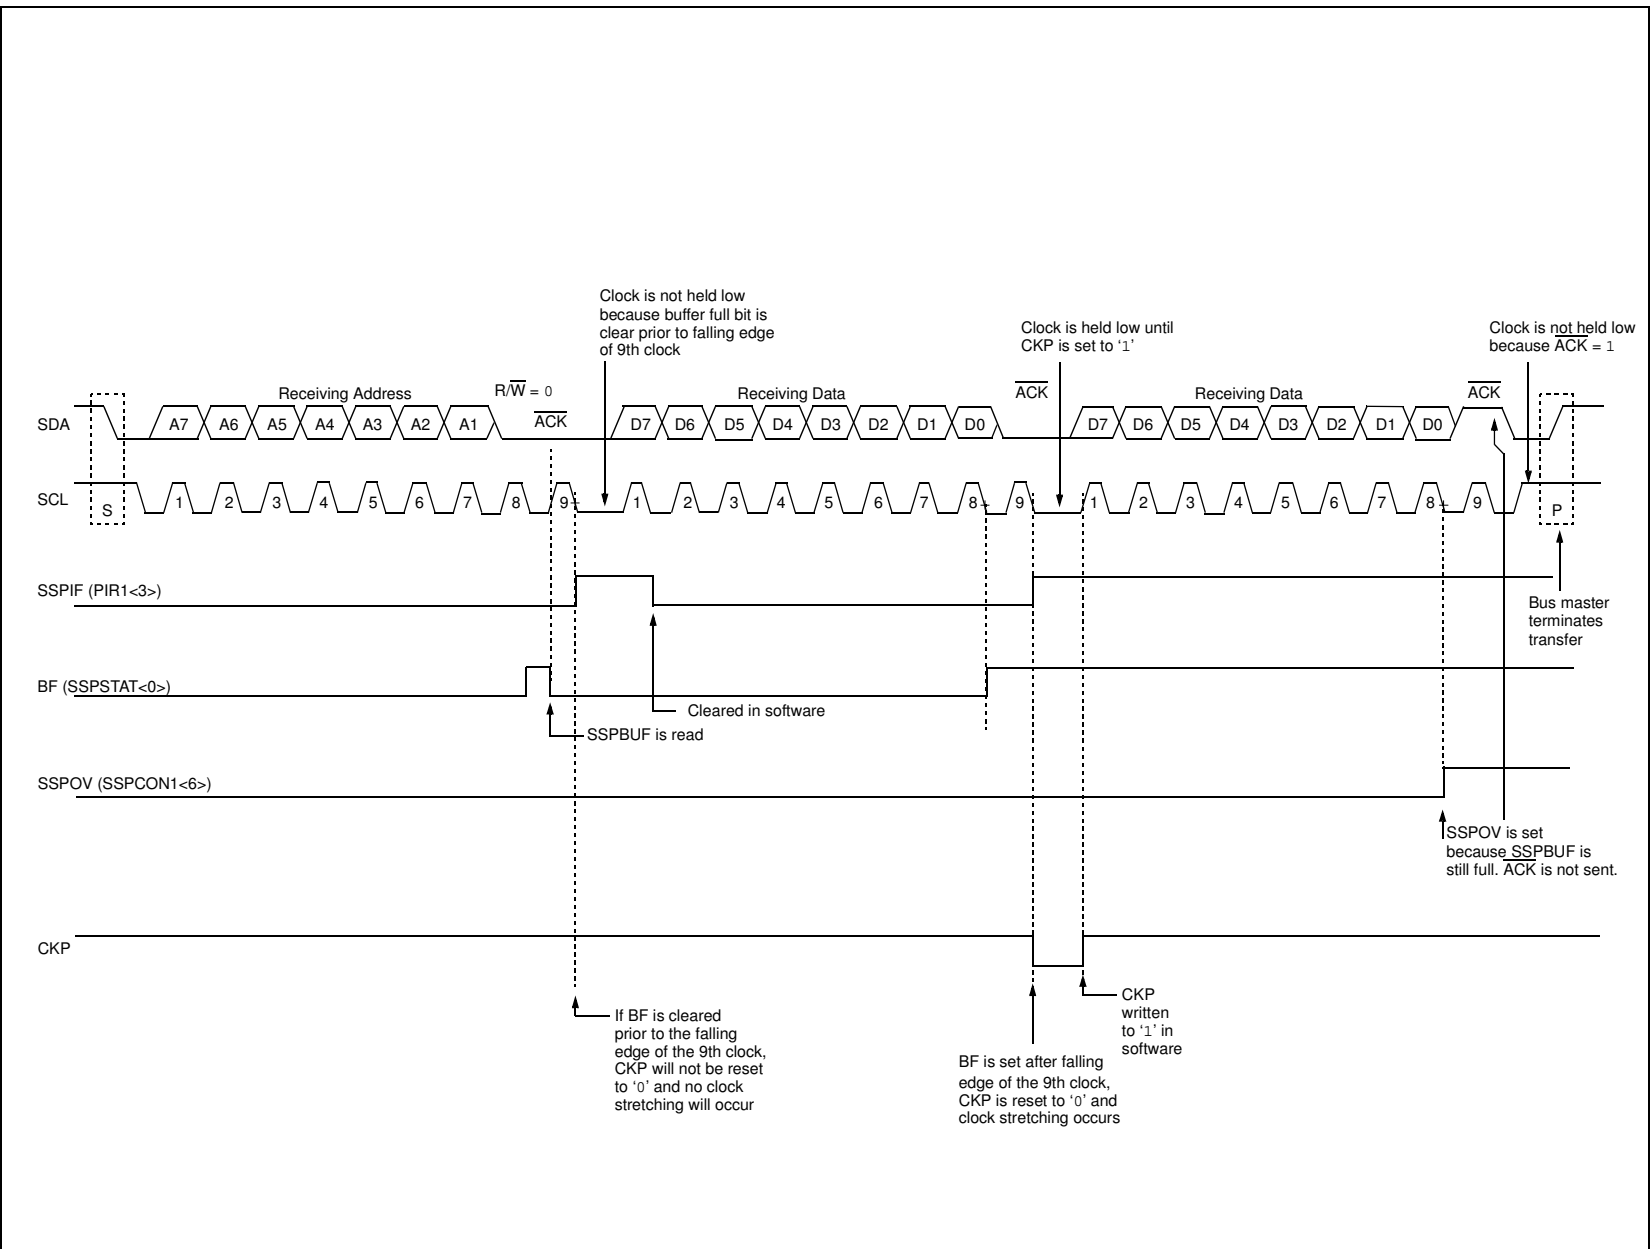 Clock is not held low
because buffer full bit is
clear prior to falling edge
of 9th clock
Clock is held low until
CKP is set to ‘1’
Clock is not held low
because ACK = 1
Receiving Address
R/W = 0
ACK
Receiving Data
ACK
Receiving Data
ACK
SDA
A7 A6 A5 A4 A3 A2 A1
D7 D6 D5 D4 D3 D2 D1 D0
D7 D6 D5 D4 D3 D2 D1 D0
SCL
S
1 2 3 4 5 6 7 8 9
1 2 3 4 5 6 7 8 9
1 2 3 4 5 6 7 8 9
P
SSPIF (PIR1<3>)
Bus master
terminates
transfer
BF (SSPSTAT<0>)
Cleared in software
SSPBUF is read
SSPOV (SSPCON1<6>)
SSPOV is set
because SSPBUF is
still full. ACK is not sent.
CKP
If BF is cleared
prior to the falling
edge of the 9th clock,
CKP will not be reset
to ‘0’ and no clock
stretching will occur
BF is set after falling
edge of the 9th clock,
CKP is reset to ‘0’ and
clock stretching occurs
CKP
written
to ‘1’ in
software